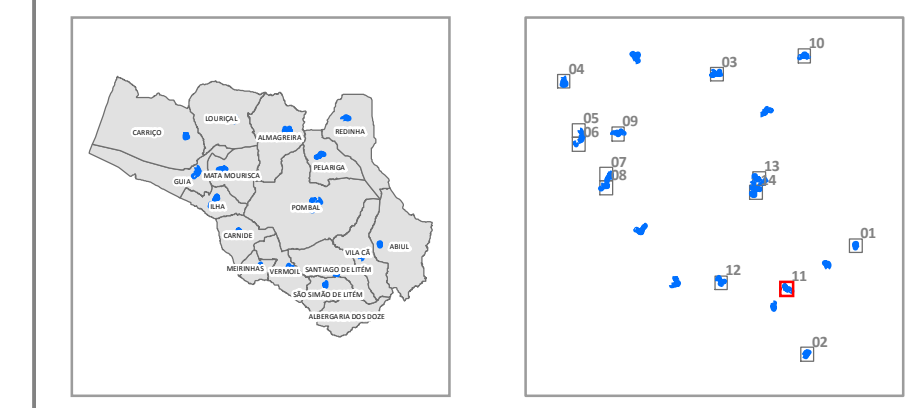 LOURIÇAL
CARRIÇO
ALMAGREIRA
REDINHA
PELARIGA
GUIA
MATA MOURISCA
ILHA
POMBAL
CARNIDE
ABIUL
VILA CÃ
MEIRINHAS
VERMOIL
SANTIAGO DE LITÉM
SÃO SIMÃO DE LITÉM
ALBERGARIA DOS DOZE
10
03
04
05
09
06
07
13
08
14
01
12
11
02